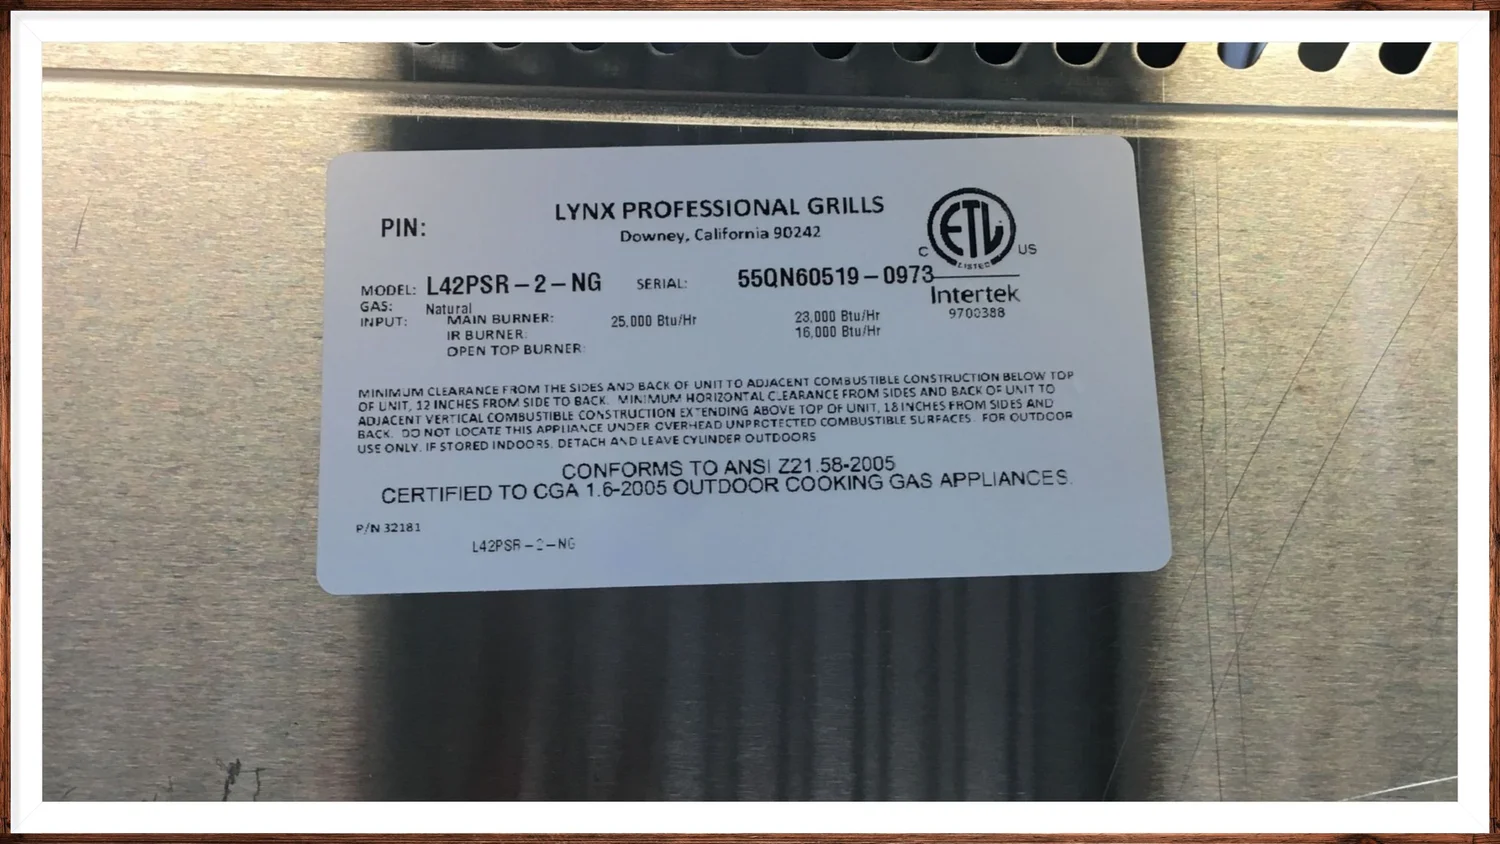 PIN:
LYNX PROFESSIONAL GRILLS
Downey, California 90242
ETL
LISTED
C US
Intertek
9700388
MODEL: L42PSR-2-NG SERIAL: 55QN60519-0973
GAS: Natural
INPUT: MAIN BURNER: 25,000 Btu/Hr 23,000 Btu/Hr
IR BURNER: 16,000 Btu/Hr
OPEN TOP BURNER:
MINIMUM CLEARANCE FROM THE SIDES AND BACK OF UNIT TO ADJACENT COMBUSTIBLE CONSTRUCTION BELOW TOP
OF UNIT, 12 INCHES FROM SIDE TO BACK. MINIMUM HORIZONTAL CLEARANCE FROM SIDES AND BACK OF UNIT TO
ADJACENT VERTICAL COMBUSTIBLE CONSTRUCTION EXTENDING ABOVE TOP OF UNIT, 18 INCHES FROM SIDES AND
BACK. DO NOT LOCATE THIS APPLIANCE UNDER OVERHEAD UNPROTECTED COMBUSTIBLE SURFACES. FOR OUTDOOR
USE ONLY. IF STORED INDOORS, DETACH AND LEAVE CYLINDER OUTDOORS
CONFORMS TO ANSI Z21.58-2005
CERTIFIED TO CGA 1.6-2005 OUTDOOR COOKING GAS APPLIANCES.
P/N 32181
L42PSR-2-NG